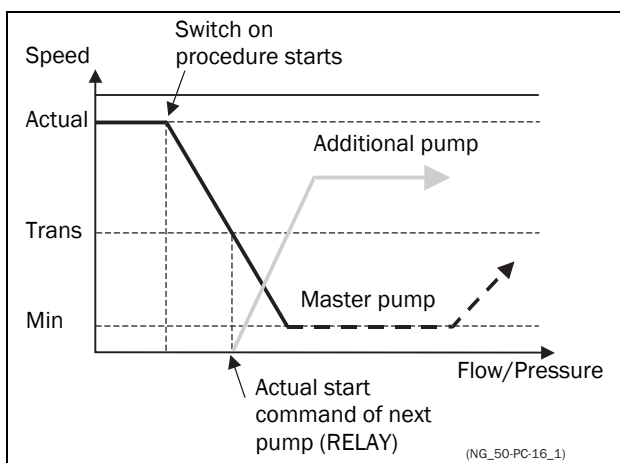 Switch on
procedure starts
Speed
Actual
Additional pump
Trans
Master pump
Min
Flow/Pressure
Actual start
command of next
pump (RELAY)
(NG_50-PC-16_1)